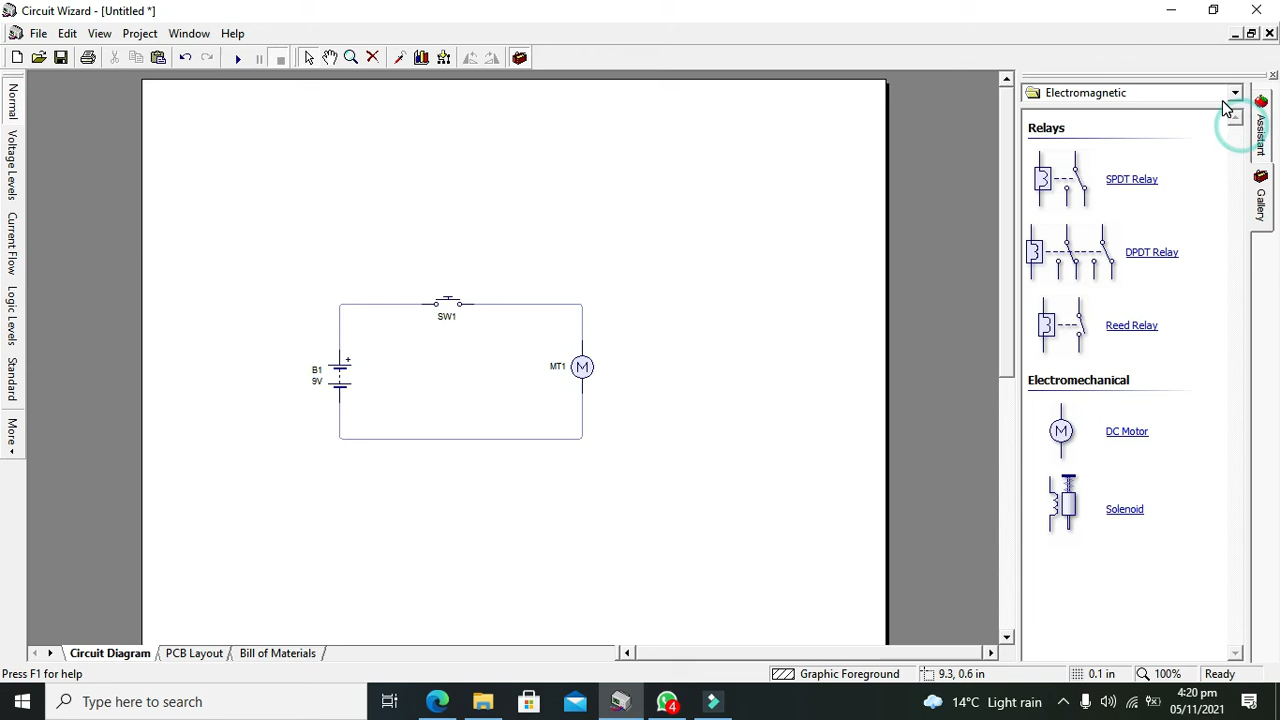 Circuit Wizard - [Untitled *]
File Edit View Project Window Help
Normal
Voltage Levels
Current Flow
Logic Levels
Standard
More
Electromagnetic
Relays
SPDT Relay
DPDT Relay
Reed Relay
Electromechanical
M
DC Motor
Solenoid
Assistant
Gallery
SW1
B1
9V
+
MT1
M
Circuit Diagram PCB Layout Bill of Materials
Press F1 for help
Graphic Foreground
9.3, 0.6 in
0.1 in
100%
Ready
Type here to search
4
14°C Light rain
4:20 pm
05/11/2021